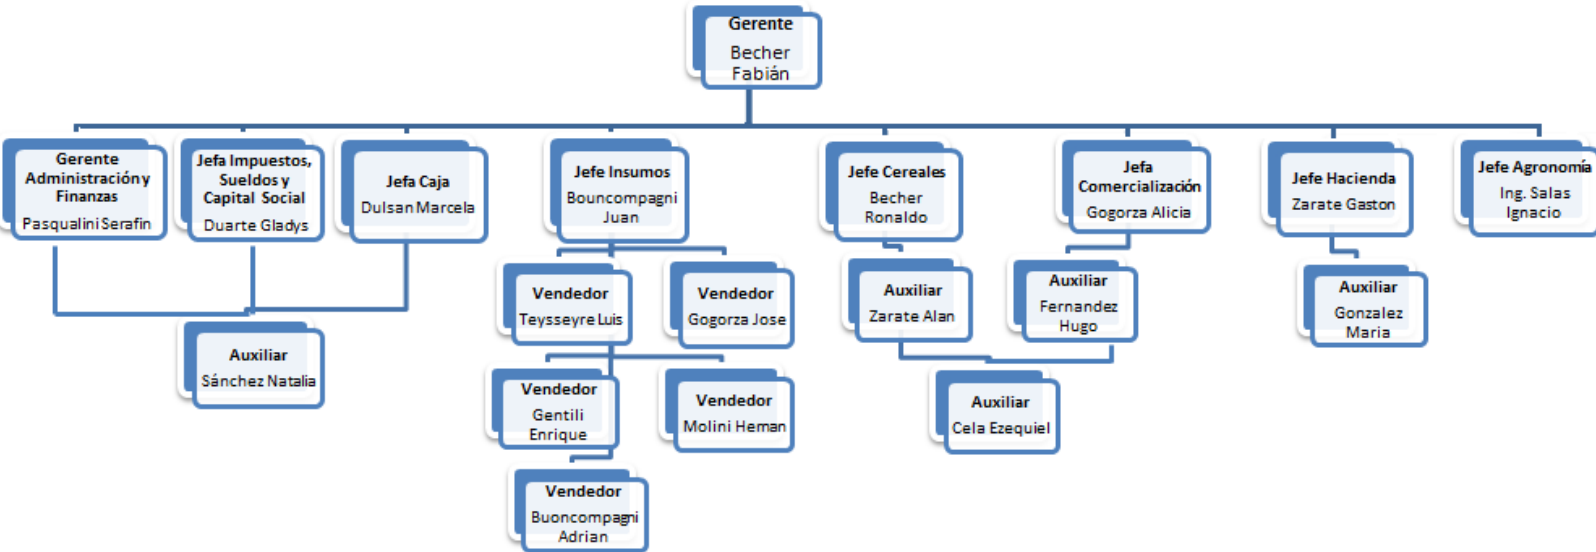 Gerente
Becher
Fabián
Gerente
Administración y
Finanzas
Pasqualini Serafin
Jefa Impuestos,
Sueldos y
Capital Social
Duarte Gladys
Jefa Caja
Dulsan Marcela
Jefe Insumos
Bouncompagni
Juan
Jefe Cereales
Becher
Ronaldo
Jefa
Comercialización
Gogorza Alicia
Jefe Hacienda
Zarate Gaston
Jefe Agronomía
Ing. Salas
Ignacio
Auxiliar
Sánchez Natalia
Vendedor
Teysseyre Luis
Vendedor
Gogorza Jose
Vendedor
Gentili
Enrique
Vendedor
Molini Hernan
Vendedor
Buoncompagni
Adrian
Auxiliar
Zarate Alan
Auxiliar
Fernandez
Hugo
Auxiliar
Cela Ezequiel
Auxiliar
Gonzalez
Maria